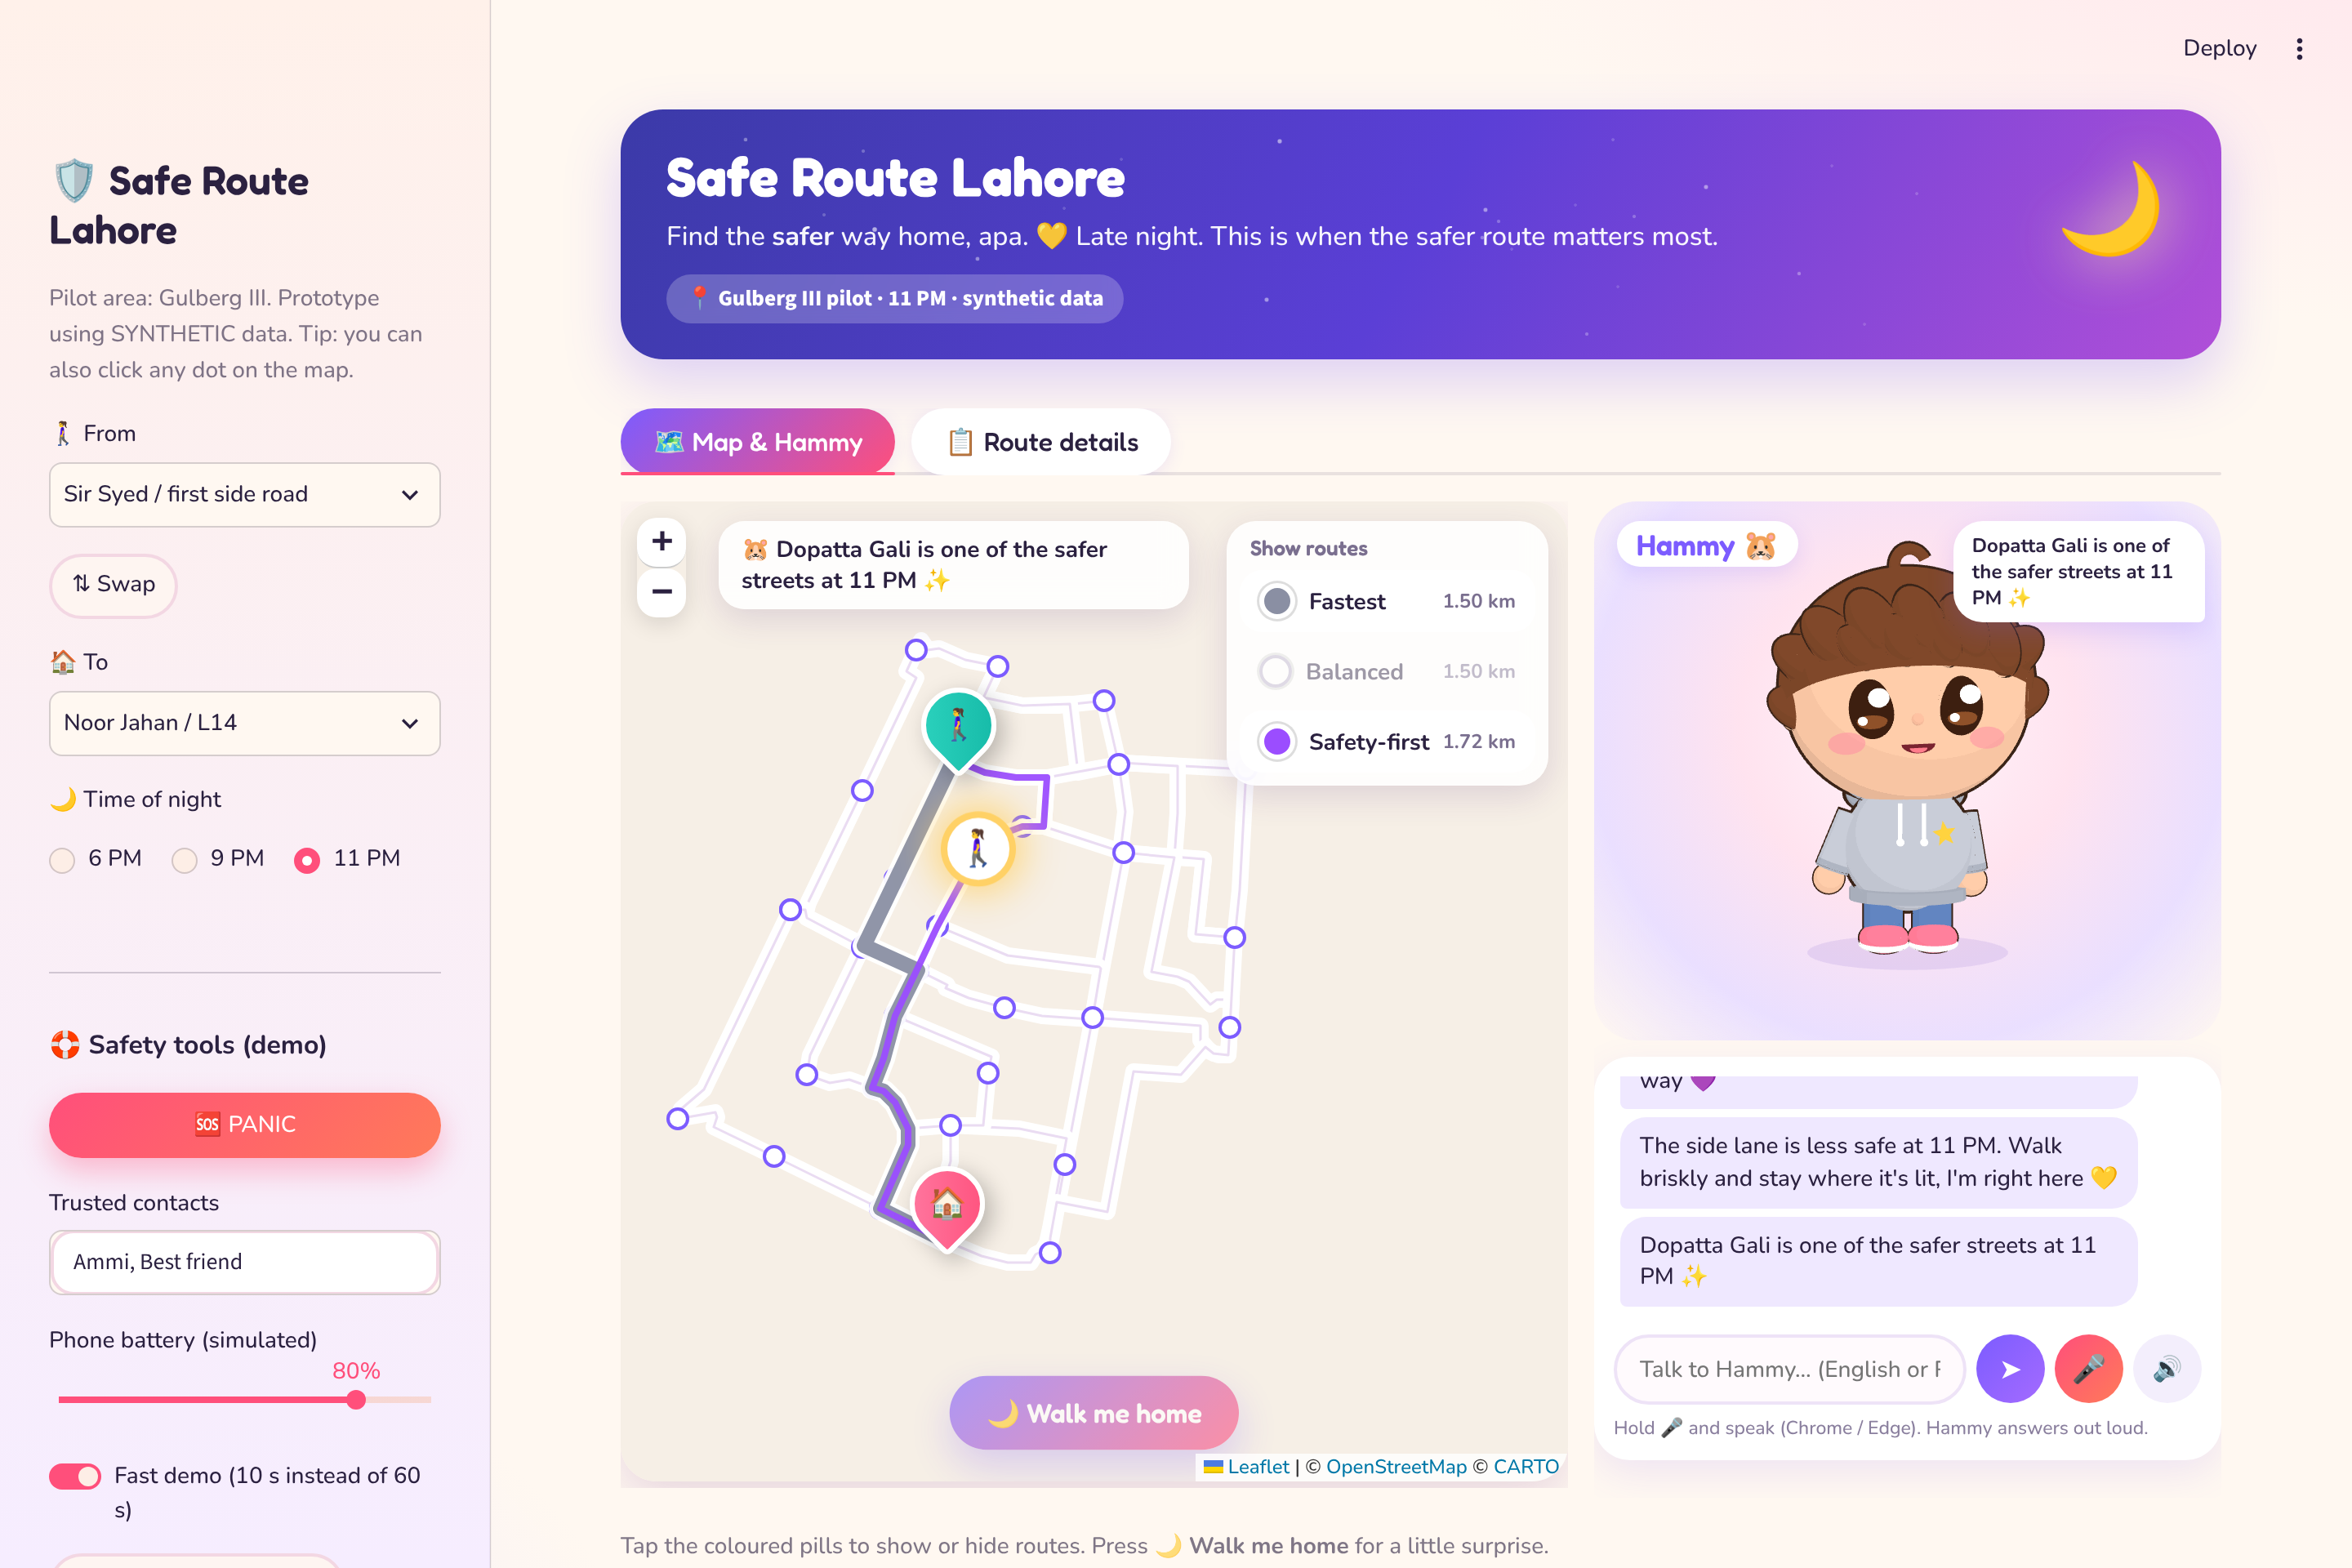 Deploy
Safe Route
Lahore
Pilot area: Gulberg III. Prototype
using SYNTHETIC data. Tip: you can
also click any dot on the map.
From
Sir Syed / first side road
⇅ Swap
To
Noor Jahan / L14
Time of night
6 PM
9 PM
11 PM
Safety tools (demo)
SOS PANIC
Trusted contacts
Ammi, Best friend
Phone battery (simulated)
80%
Fast demo (10 s instead of 60
s)
Safe Route Lahore
Find the safer way home, apa. 💛 Late night. This is when the safer route matters most.
Gulberg III pilot · 11 PM · synthetic data
Map & Hammy
Route details
+
−
🐹 Dopatta Gali is one of the safer
streets at 11 PM ✨
Show routes
Fastest 1.50 km
Balanced 1.50 km
Safety-first 1.72 km
🌙 Walk me home
Leaflet | © OpenStreetMap © CARTO
Tap the coloured pills to show or hide routes. Press 🌙 Walk me home for a little surprise.
Hammy 🐹
Dopatta Gali is one of
the safer streets at 11
PM ✨
way 💜
The side lane is less safe at 11 PM. Walk
briskly and stay where it's lit, I'm right here 💛
Dopatta Gali is one of the safer streets at 11
PM ✨
Talk to Hammy... (English or
Hold 🎤 and speak (Chrome / Edge). Hammy answers out loud.